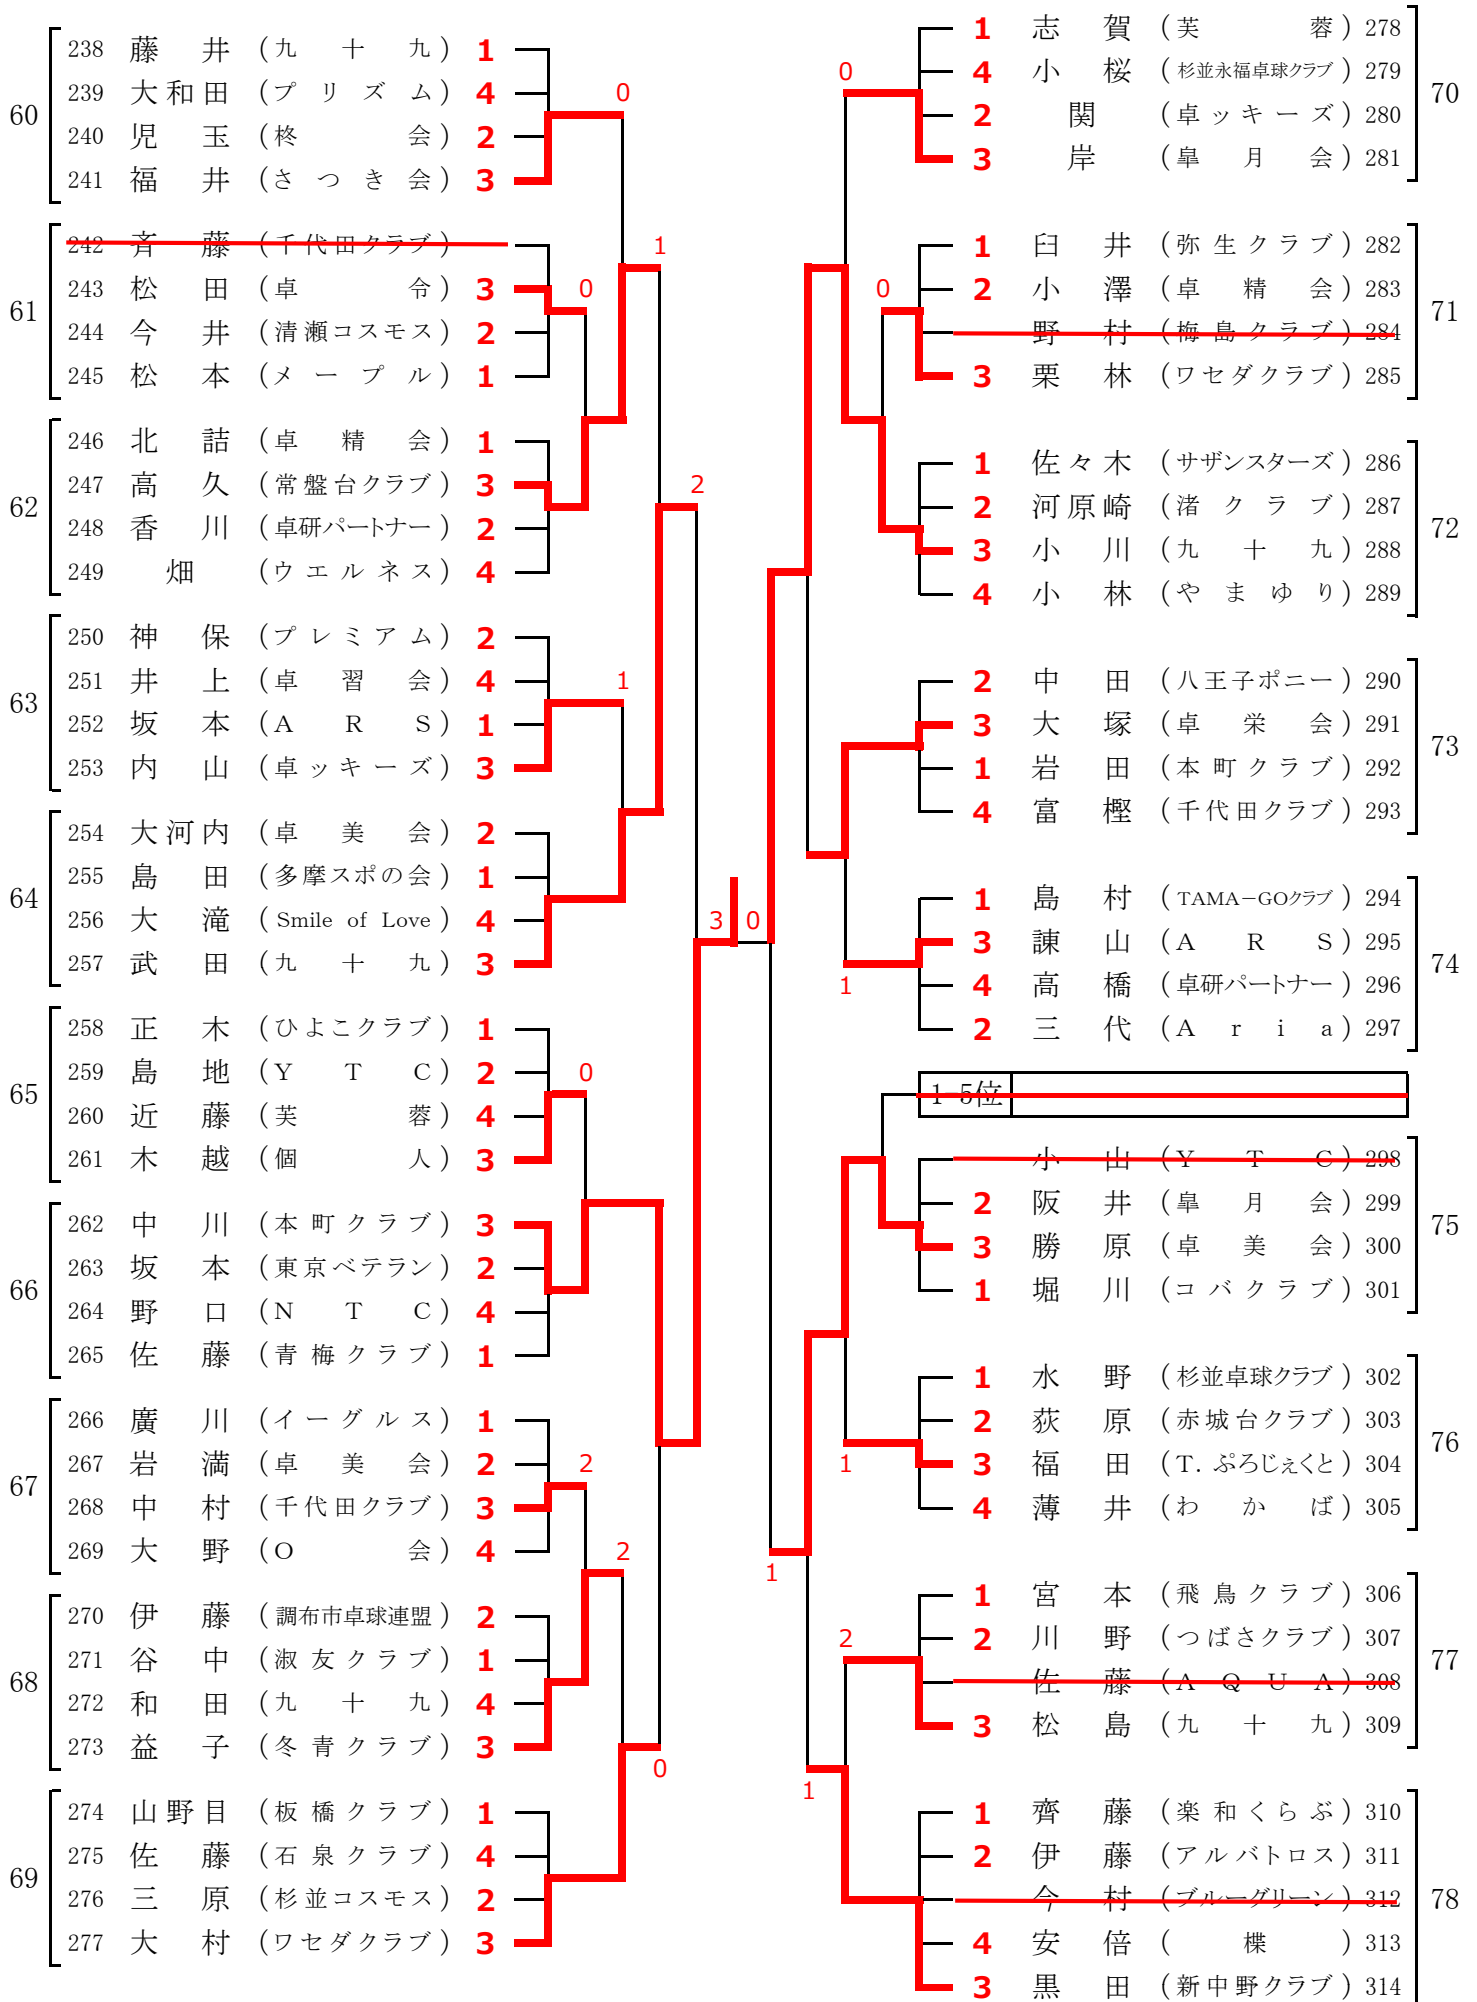 60
238 藤井 (九十九) 1
239 大和田 (プリズム) 4
240 児玉 (柊会) 2
241 福井 (さつき会) 3
0
61
242 斉藤 (千代田クラブ)
243 松田 (卓令) 3
244 今井 (清瀬コスモス) 2
245 松本 (メープル) 1
0
1
62
246 北詰 (卓精会) 1
247 高久 (常盤台クラブ) 3
248 香川 (卓研パートナー) 2
249 畑 (ウエルネス) 4
2
63
250 神保 (プレミアム) 2
251 井上 (卓習会) 4
252 坂本 (ARS) 1
253 内山 (卓ッキーズ) 3
1
64
254 大河内 (卓美会) 2
255 島田 (多摩スポの会) 1
256 大滝 (Smile of Love) 4
257 武田 (九十九) 3
3 0
65
258 正木 (ひよこクラブ) 1
259 島地 (YTC) 2
260 近藤 (芙蓉) 4
261 木越 (個人) 3
0
66
262 中川 (本町クラブ) 3
263 坂本 (東京ベテラン) 2
264 野口 (NTC) 4
265 佐藤 (青梅クラブ) 1
67
266 廣川 (イーグルス) 1
267 岩満 (卓美会) 2
268 中村 (千代田クラブ) 3
269 大野 (O会) 4
2
2
68
270 伊藤 (調布市卓球連盟) 2
271 谷中 (淑友クラブ) 1
272 和田 (九十九) 4
273 益子 (冬青クラブ) 3
0
69
274 山野目 (板橋クラブ) 1
275 佐藤 (石泉クラブ) 4
276 三原 (杉並コスモス) 2
277 大村 (ワセダクラブ) 3
0
1 志賀 (芙蓉) 278
4 小桜 (杉並永福卓球クラブ) 279
2 関 (卓ッキーズ) 280
3 岸 (皐月会) 281
70
0
1 臼井 (弥生クラブ) 282
2 小澤 (卓精会) 283
野村 (梅島クラブ) 284
3 栗林 (ワセダクラブ) 285
71
1 佐々木 (サザンスターズ) 286
2 河原崎 (渚クラブ) 287
3 小川 (九十九) 288
4 小林 (やまゆり) 289
72
2 中田 (八王子ポニー) 290
3 大塚 (卓栄会) 291
1 岩田 (本町クラブ) 292
4 富樫 (千代田クラブ) 293
73
1 島村 (TAMA-GOクラブ) 294
3 諌山 (ARS) 295
4 高橋 (卓研パートナー) 296
2 三代 (Aria) 297
74
1
1-5位
小山 (YTC) 298
2 阪井 (皐月会) 299
3 勝原 (卓美会) 300
1 堀川 (コバクラブ) 301
75
1 水野 (杉並卓球クラブ) 302
2 荻原 (赤城台クラブ) 303
3 福田 (T.ぷろじぇくと) 304
4 薄井 (わかば) 305
76
1
1
1 宮本 (飛鳥クラブ) 306
2 川野 (つばさクラブ) 307
佐藤 (AQUA) 308
3 松島 (九十九) 309
77
2
1
1 齊藤 (楽和くらぶ) 310
2 伊藤 (アルバトロス) 311
今村 (ブルーグリーン) 312
4 安倍 (楪) 313
3 黒田 (新中野クラブ) 314
78